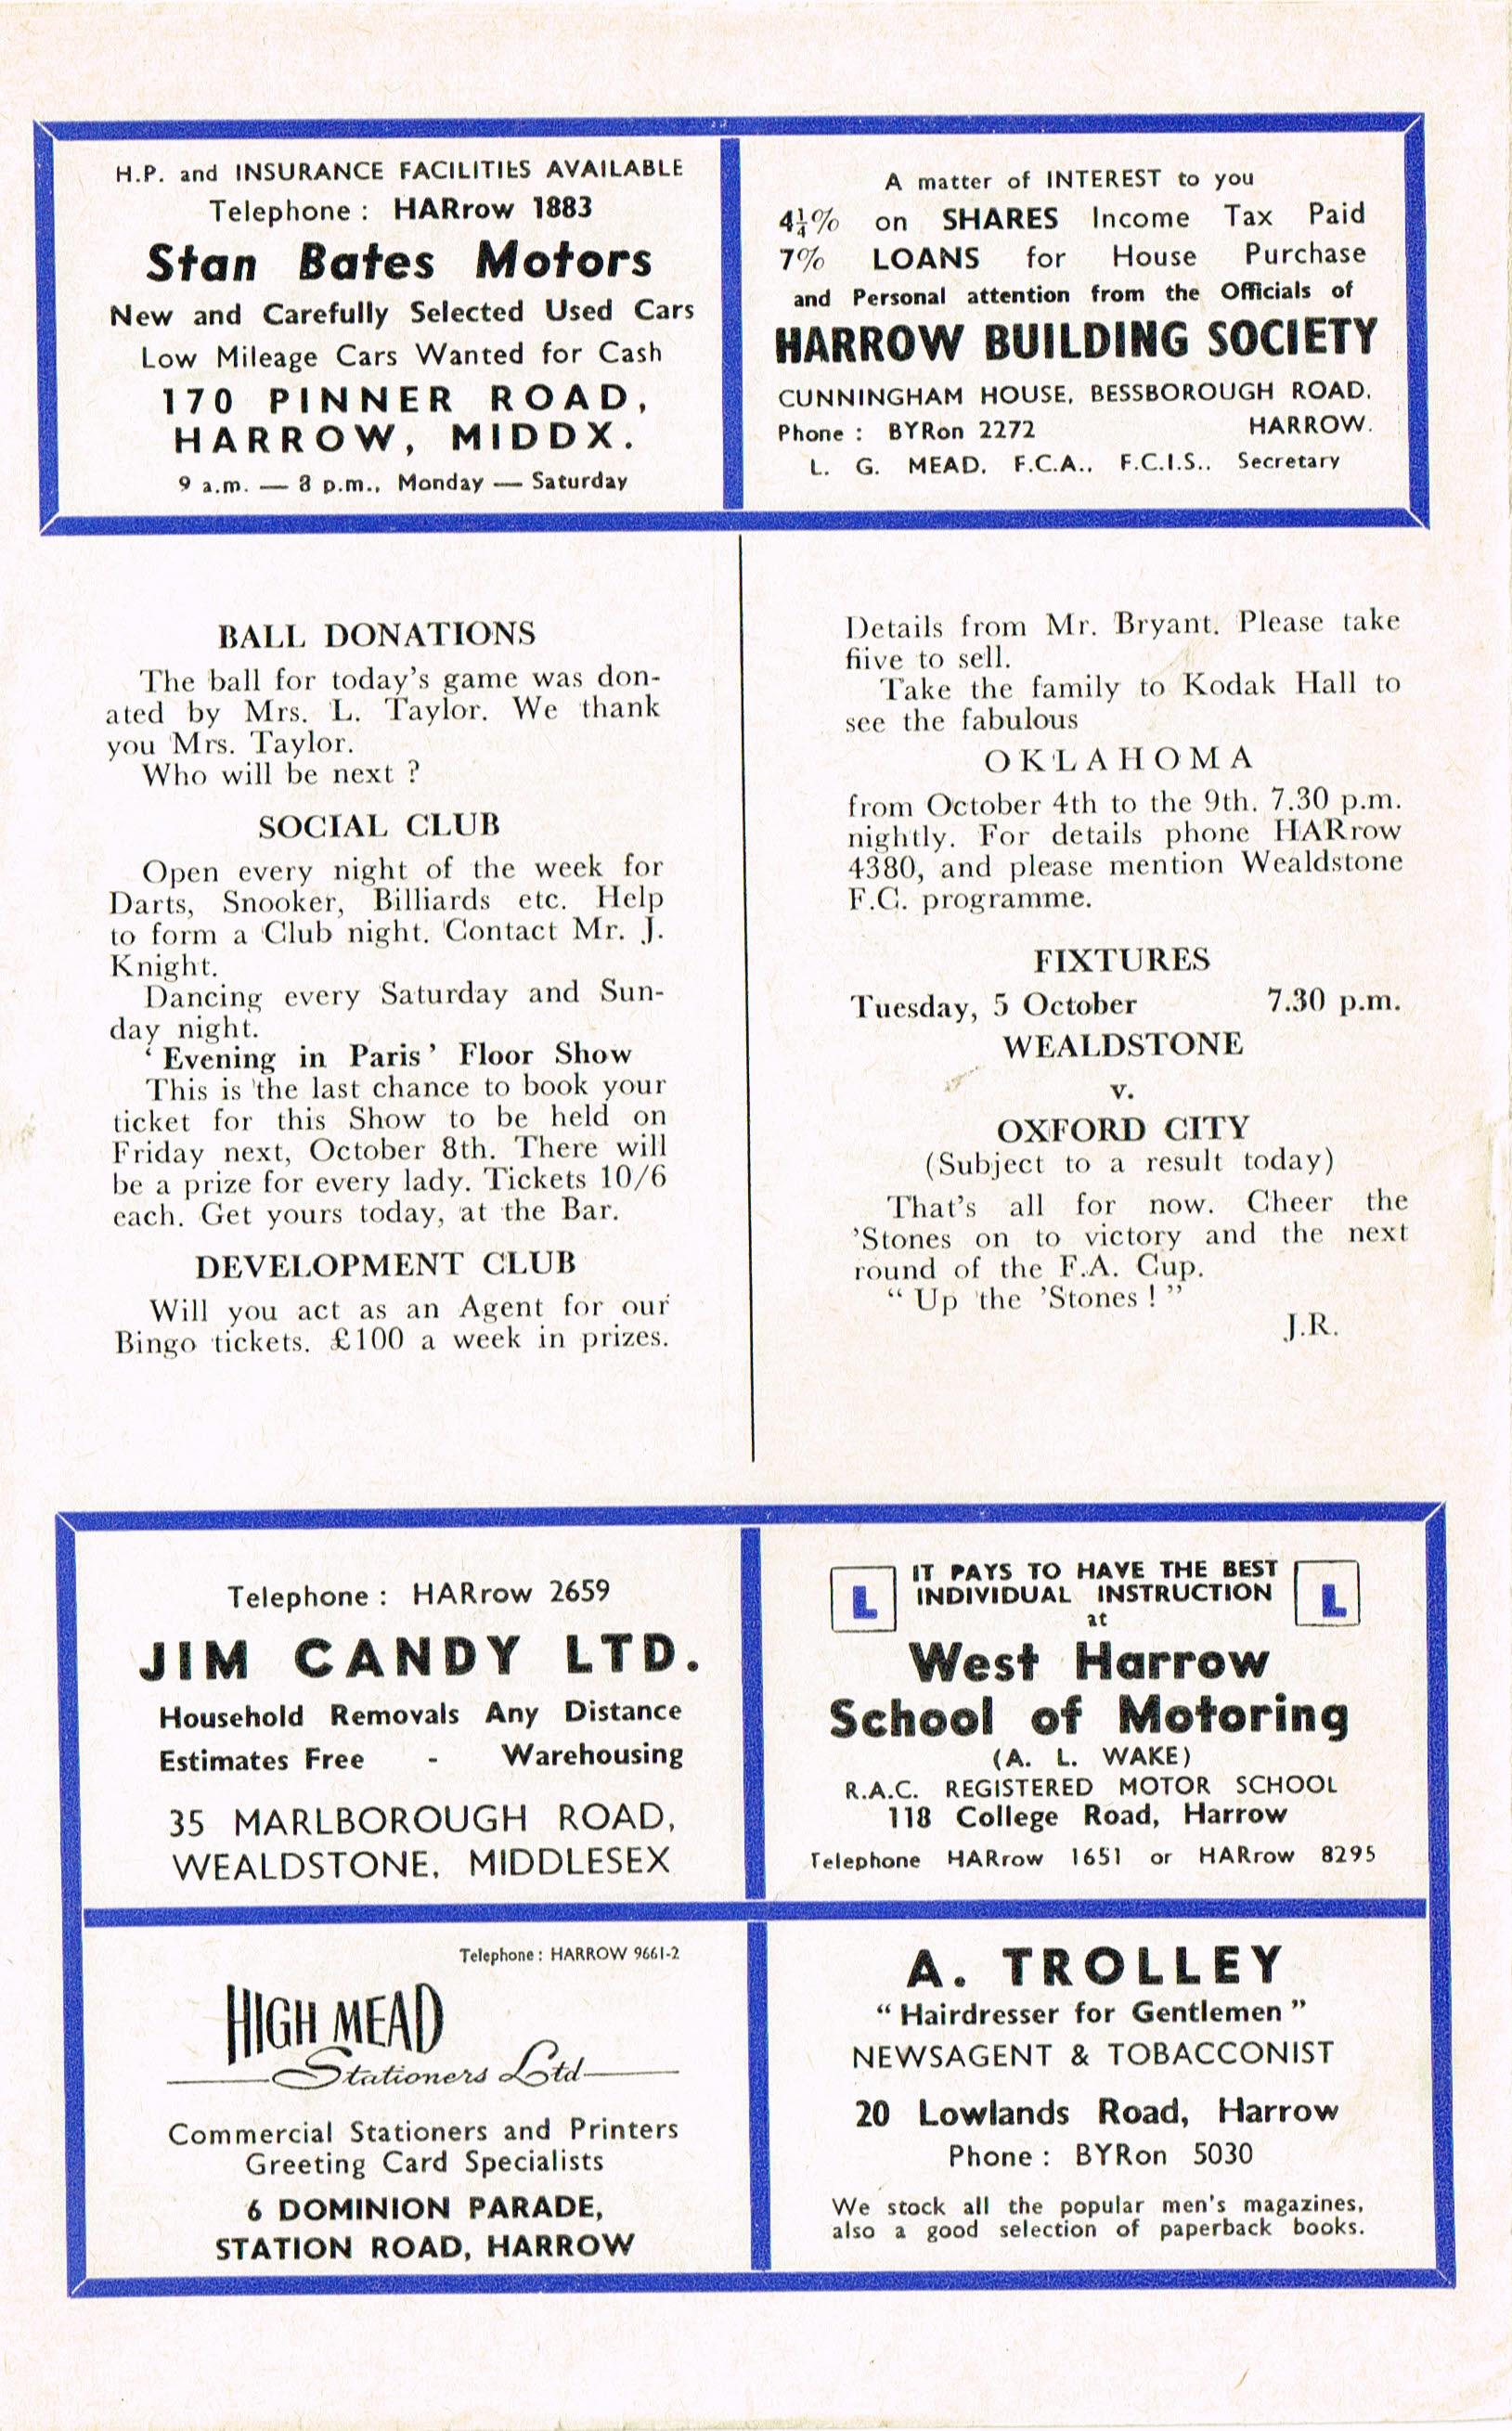 H.P. and INSURANCE FACILITIES AVAILABLE
Telephone : HARrow 1883
Stan Bates Motors
New and Carefully Selected Used Cars
Low Mileage Cars Wanted for Cash
170 PINNER ROAD,
HARROW, MIDDX.
9 a.m. — 8 p.m., Monday — Saturday
A matter of INTEREST to you
4¼% on SHARES Income Tax Paid
7% LOANS for House Purchase
and Personal attention from the Officials of
HARROW BUILDING SOCIETY
CUNNINGHAM HOUSE, BESSBOROUGH ROAD,
Phone : BYRon 2272 HARROW.
L. G. MEAD, F.C.A., F.C.I.S., Secretary
BALL DONATIONS
The ball for today's game was don-
ated by Mrs. L. Taylor. We thank
you Mrs. Taylor.
Who will be next ?
SOCIAL CLUB
Open every night of the week for
Darts, Snooker, Billiards etc. Help
to form a Club night. Contact Mr. J.
Knight.
Dancing every Saturday and Sun-
day night.
‘ Evening in Paris ’ Floor Show
This is the last chance to book your
ticket for this Show to be held on
Friday next, October 8th. There will
be a prize for every lady. Tickets 10/6
each. Get yours today, at the Bar.
DEVELOPMENT CLUB
Will you act as an Agent for our
Bingo tickets. £100 a week in prizes.
Details from Mr. Bryant. Please take
fiive to sell.
Take the family to Kodak Hall to
see the fabulous
OKLAHOMA
from October 4th to the 9th. 7.30 p.m.
nightly. For details phone HARrow
4380, and please mention Wealdstone
F.C. programme.
FIXTURES
Tuesday, 5 October 7.30 p.m.
WEALDSTONE
v.
OXFORD CITY
(Subject to a result today)
That's all for now. Cheer the
’Stones on to victory and the next
round of the F.A. Cup.
“ Up the ’Stones ! ”
J.R.
Telephone : HARrow 2659
JIM CANDY LTD.
Household Removals Any Distance
Estimates Free - Warehousing
35 MARLBOROUGH ROAD,
WEALDSTONE, MIDDLESEX
L IT PAYS TO HAVE THE BEST L
INDIVIDUAL INSTRUCTION
at
West Harrow
School of Motoring
(A. L. WAKE)
R.A.C. REGISTERED MOTOR SCHOOL
118 College Road, Harrow
Telephone HARrow 1651 or HARrow 8295
Telephone : HARROW 9661-2
HIGH MEAD
Stationers Ltd
Commercial Stationers and Printers
Greeting Card Specialists
6 DOMINION PARADE,
STATION ROAD, HARROW
A. TROLLEY
“ Hairdresser for Gentlemen ”
NEWSAGENT & TOBACCONIST
20 Lowlands Road, Harrow
Phone : BYRon 5030
We stock all the popular men's magazines,
also a good selection of paperback books.